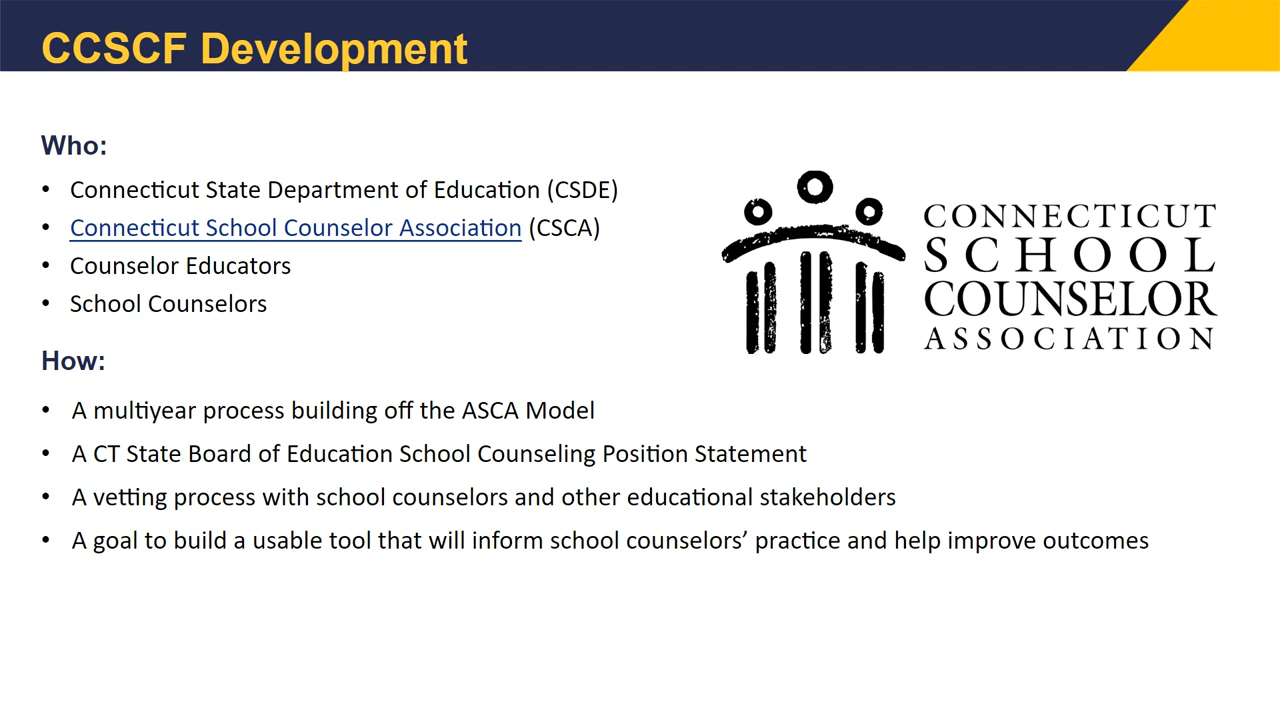 CCSCF Development
Who:
• Connecticut State Department of Education (CSDE)
• Connecticut School Counselor Association (CSCA)
• Counselor Educators
• School Counselors
CONNECTICUT
SCHOOL
COUNSELOR
ASSOCIATION
How:
• A multiyear process building off the ASCA Model
• A CT State Board of Education School Counseling Position Statement
• A vetting process with school counselors and other educational stakeholders
• A goal to build a usable tool that will inform school counselors’ practice and help improve outcomes